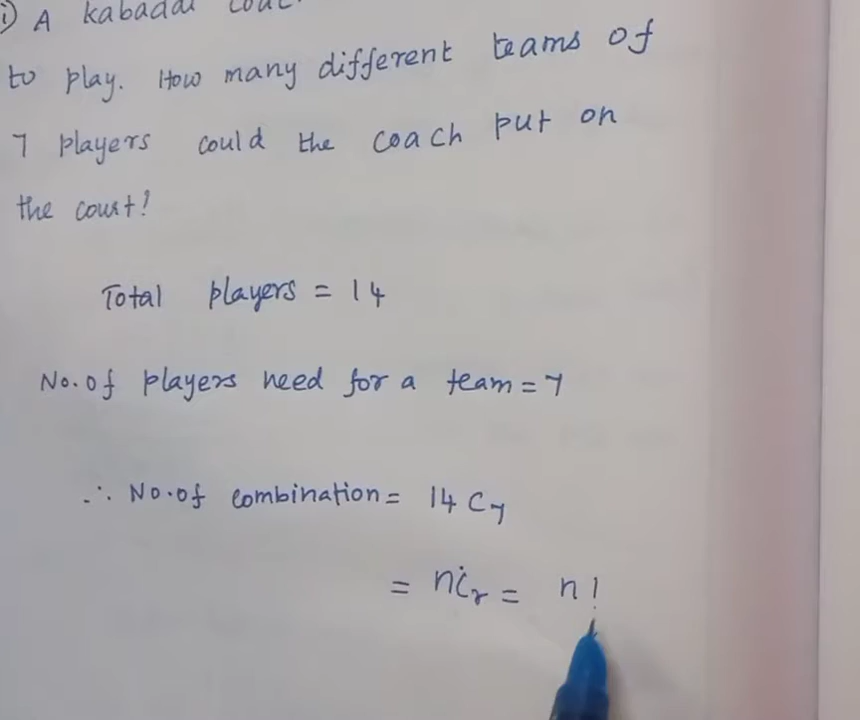 i) A kabaddi coac
to play. How many different teams of
7 players could the coach put on
the court?
Total players = 14
No. of players need for a team = 7
∴ No. of combination = 14 C₇
= nCᵣ = n!